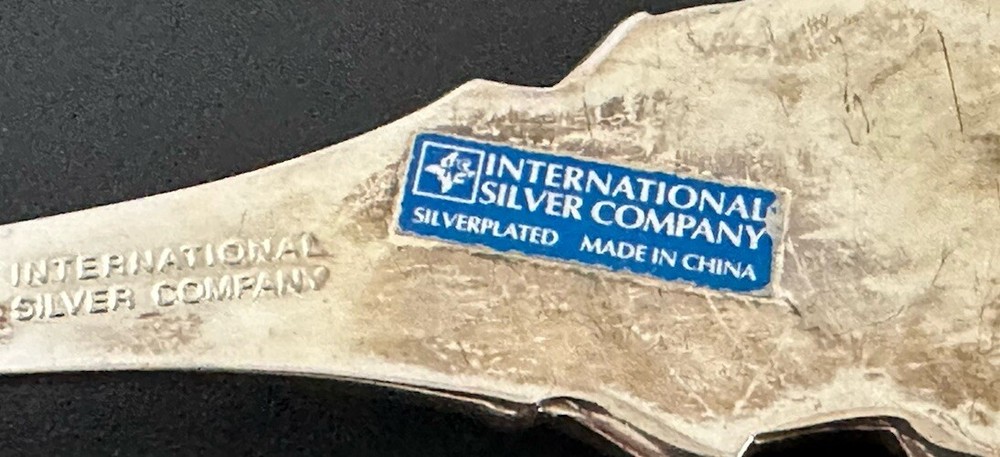 INTERNATIONAL
SILVER COMPANY
INTERNATIONAL
SILVER COMPANY
SILVERPLATED MADE IN CHINA